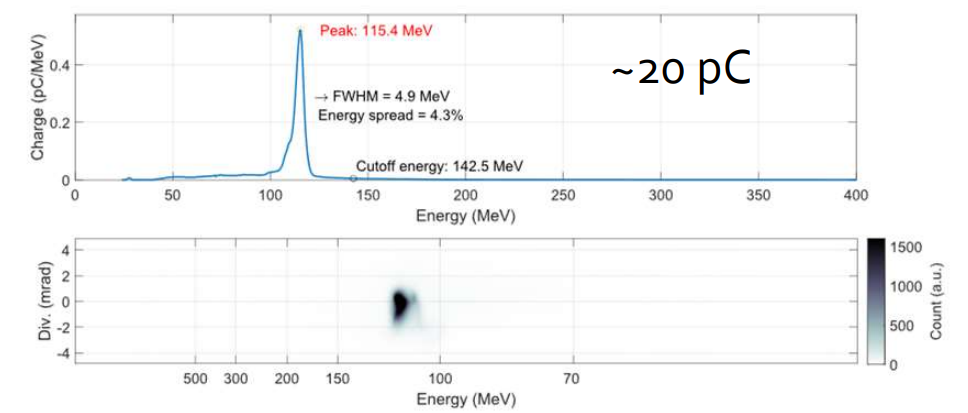 Peak: 115.4 MeV
~20 pC
→ FWHM = 4.9 MeV
Energy spread = 4.3%
Cutoff energy: 142.5 MeV
Charge (pC/MeV)
0.4
0.2
0
0 50 100 150 200 250 300 350 400
Energy (MeV)
Div. (mrad)
4
2
0
-2
-4
500 300 200 150 100 70
Energy (MeV)
1500
1000
500
0
Count (a.u.)